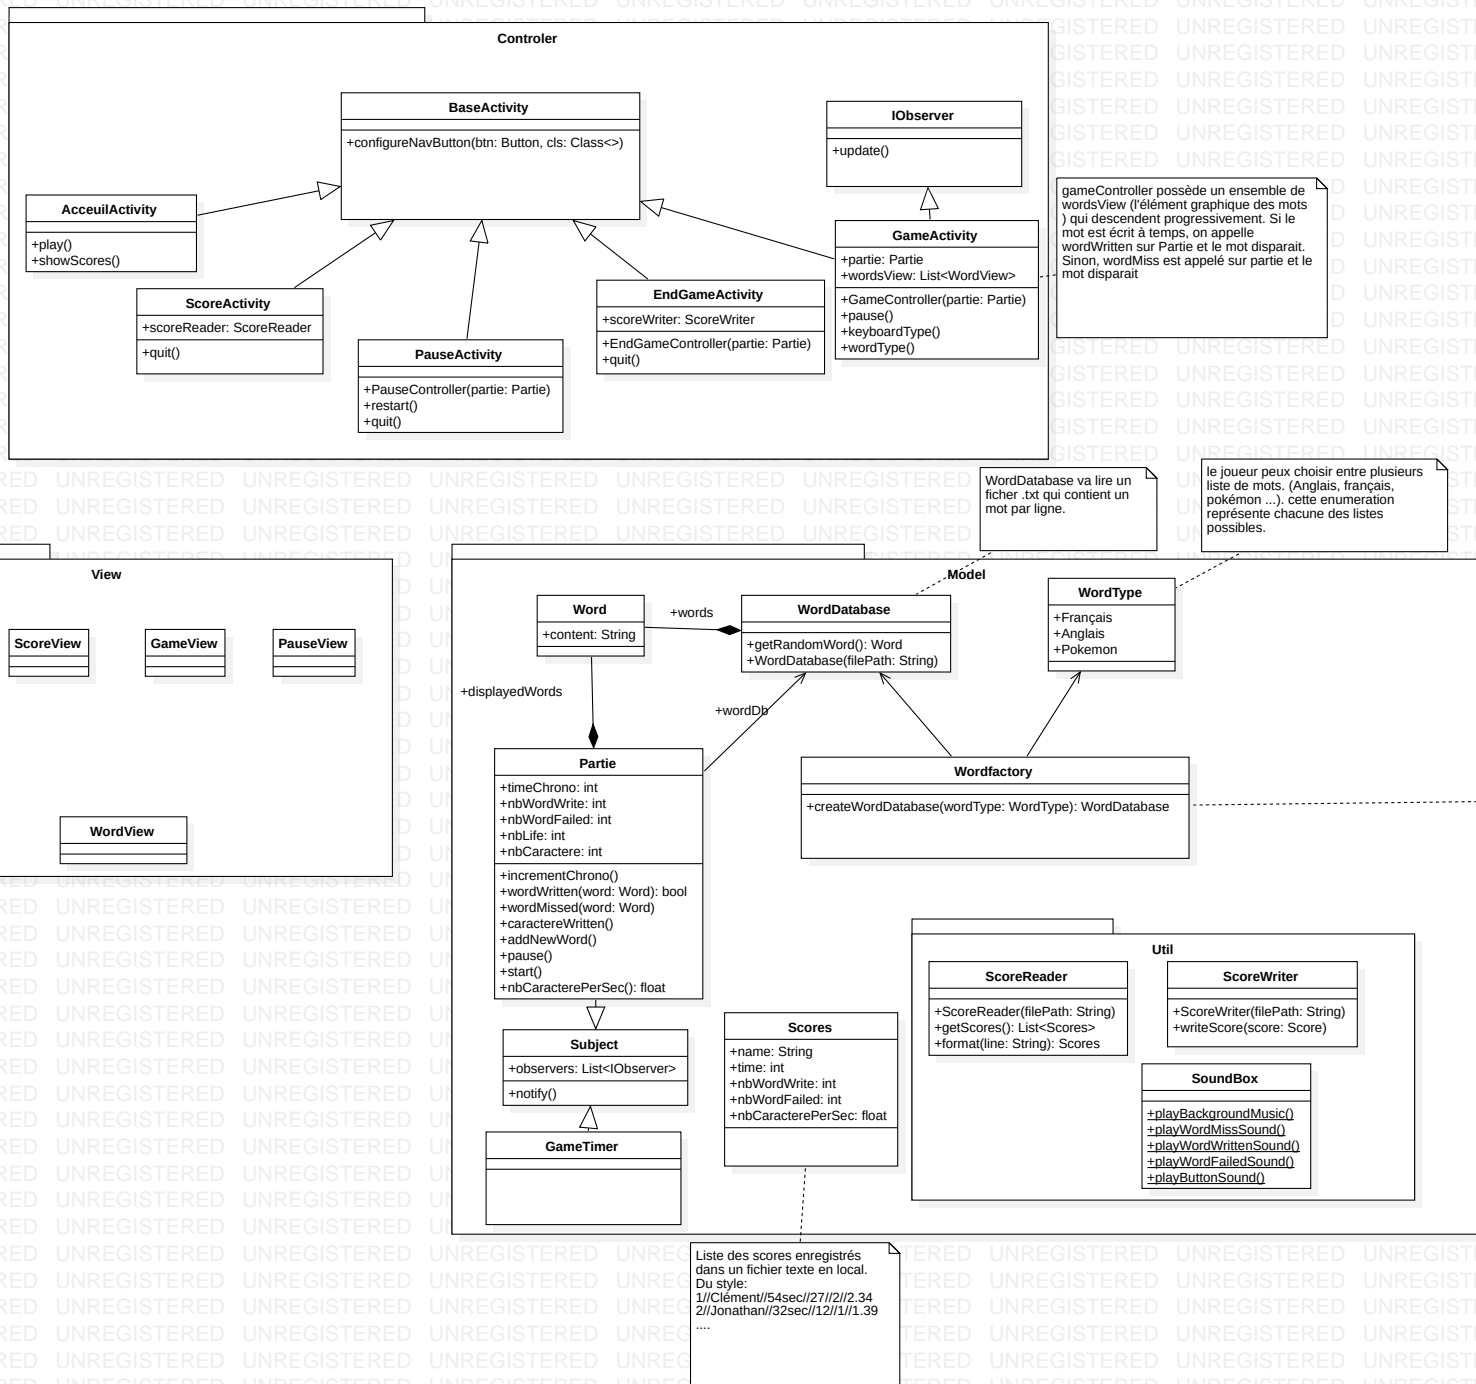 Controler
BaseActivity
+configureNavButton(btn: Button, cls: Class<>)
IObserver
+update()
AcceuilActivity
+play()
+showScores()
gameController possède un ensemble de
wordsView (l'élément graphique des mots
) qui descendent progressivement. Si le
mot est écrit à temps, on appelle
wordWritten sur Partie et le mot disparait.
Sinon, wordMiss est appelé sur partie et le
mot disparait
GameActivity
+partie: Partie
+wordsView: List<WordView>
+GameController(partie: Partie)
+pause()
+keyboardType()
+wordType()
ScoreActivity
+scoreReader: ScoreReader
+quit()
EndGameActivity
+scoreWriter: ScoreWriter
+EndGameController(partie: Partie)
+quit()
PauseActivity
+PauseController(partie: Partie)
+restart()
+quit()
WordDatabase va lire un
ficher .txt qui contient un
mot par ligne.
le joueur peux choisir entre plusieurs
liste de mots. (Anglais, français,
pokémon ...). cette enumeration
représente chacune des listes
possibles.
View
ScoreView
GameView
PauseView
WordView
Model
Word
+content: String
+words
WordDatabase
+getRandomWord(): Word
+WordDatabase(filePath: String)
WordType
+Français
+Anglais
+Pokemon
+displayedWords
+wordDb
Partie
+timeChrono: int
+nbWordWrite: int
+nbWordFailed: int
+nbLife: int
+nbCaractere: int
+incrementChrono()
+wordWritten(word: Word): bool
+wordMissed(word: Word)
+caractereWritten()
+addNewWord()
+pause()
+start()
+nbCaracterePerSec(): float
Wordfactory
+createWordDatabase(wordType: WordType): WordDatabase
Subject
+observers: List<IObserver>
+notify()
GameTimer
Scores
+name: String
+time: int
+nbWordWrite: int
+nbWordFailed: int
+nbCaracterePerSec: float
Util
ScoreReader
+ScoreReader(filePath: String)
+getScores(): List<Scores>
+format(line: String): Scores
ScoreWriter
+ScoreWriter(filePath: String)
+writeScore(score: Score)
SoundBox
+playBackgroundMusic()
+playWordMissSound()
+playWordWrittenSound()
+playWordFailedSound()
+playButtonSound()
Liste des scores enregistrés
dans un fichier texte en local.
Du style:
1//Clément//54sec//27//2//2.34
2//Jonathan//32sec//12//1//1.39
....
UNREGISTERED